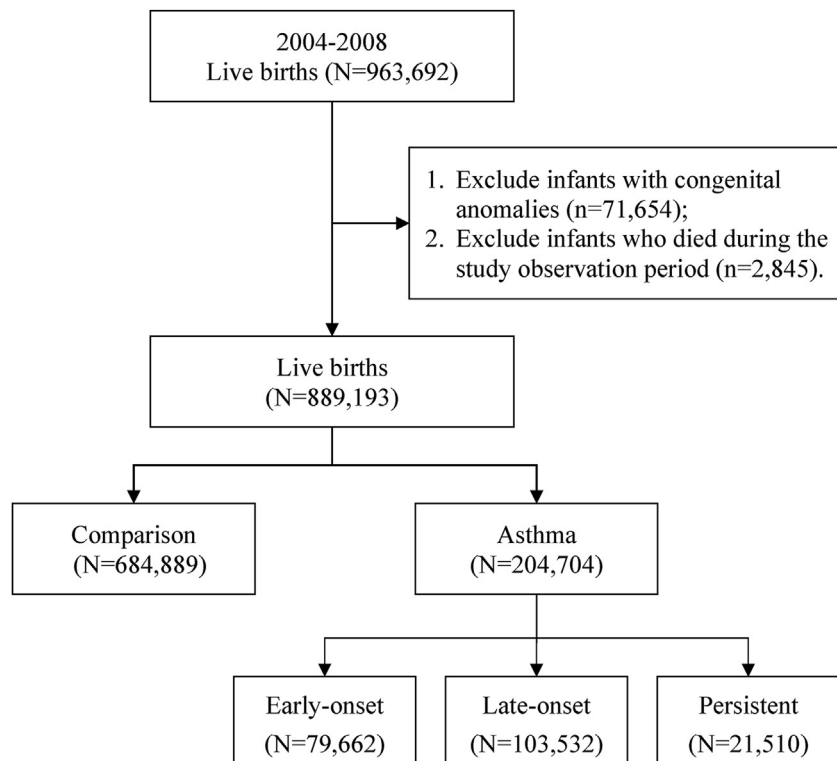 2004-2008
Live births (N=963,692)
1. Exclude infants with congenital
anomalies (n=71,654);
2. Exclude infants who died during the
study observation period (n=2,845).
Live births
(N=889,193)
Comparison
(N=684,889)
Asthma
(N=204,704)
Early-onset
(N=79,662)
Late-onset
(N=103,532)
Persistent
(N=21,510)